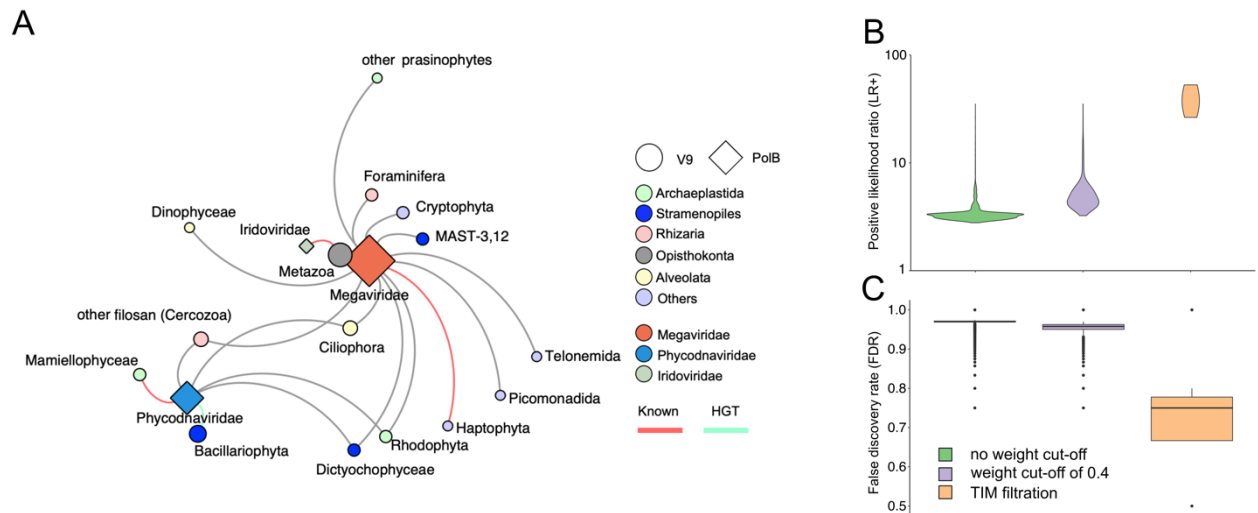 A
other prasinophytes
Foraminifera
Cryptophyta
Dinophyceae
Iridoviridae
MAST-3,12
Metazoa
Megaviridae
other filosan (Cercozoa)
Ciliophora
Mamiellophyceae
Telonemida
Picomonadida
Phycodnaviridae
Haptophyta
Bacillariophyta
Rhodophyta
Dictyochophyceae
V9 PolB
Archaeplastida
Stramenopiles
Rhizaria
Opisthokonta
Alveolata
Others
Megaviridae
Phycodnaviridae
Iridoviridae
Known HGT
B
Positive likelihood ratio (LR+)
100
10
1
C
False discovery rate (FDR)
1.0
0.9
0.8
0.7
0.6
0.5
no weight cut-off
weight cut-off of 0.4
TIM filtration